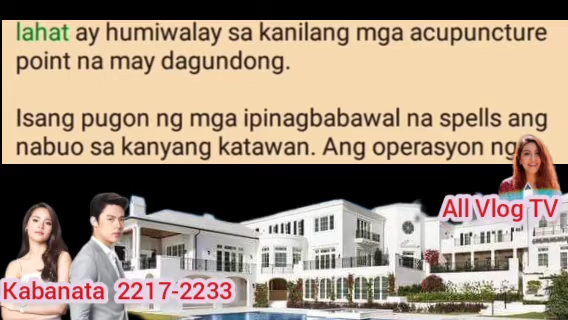 lahat ay humiwalay sa kanilang mga acupuncture
point na may dagundong.
Isang pugon ng mga ipinagbabawal na spells ang
nabuo sa kanyang katawan. Ang operasyon ng
All Vlog TV
Kabanata 2217-2233